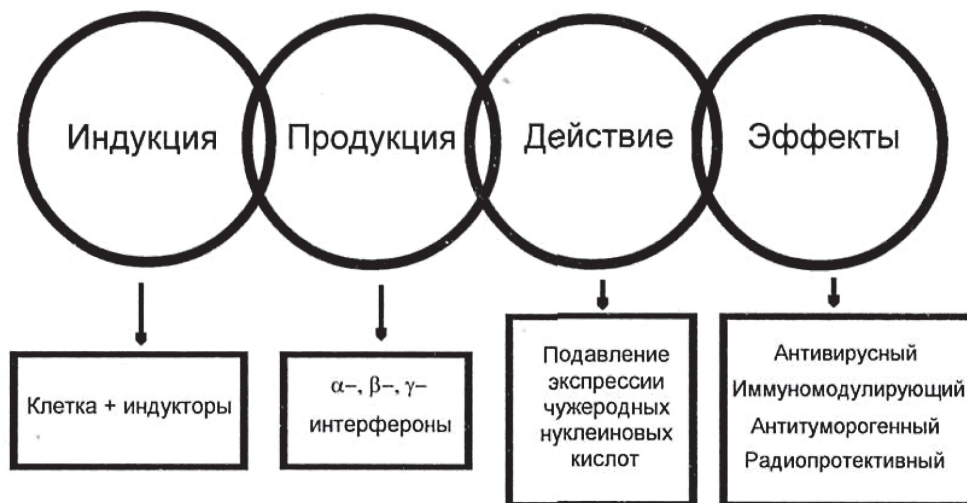 Индукция
Продукция
Действие
Эффекты
Клетка + индукторы
α–, β–, γ–
интерфероны
Подавление
экспрессии
чужеродных
нуклеиновых
кислот
Антивирусный
Иммуномодулирующий
Антитуморогенный
Радиопротективный